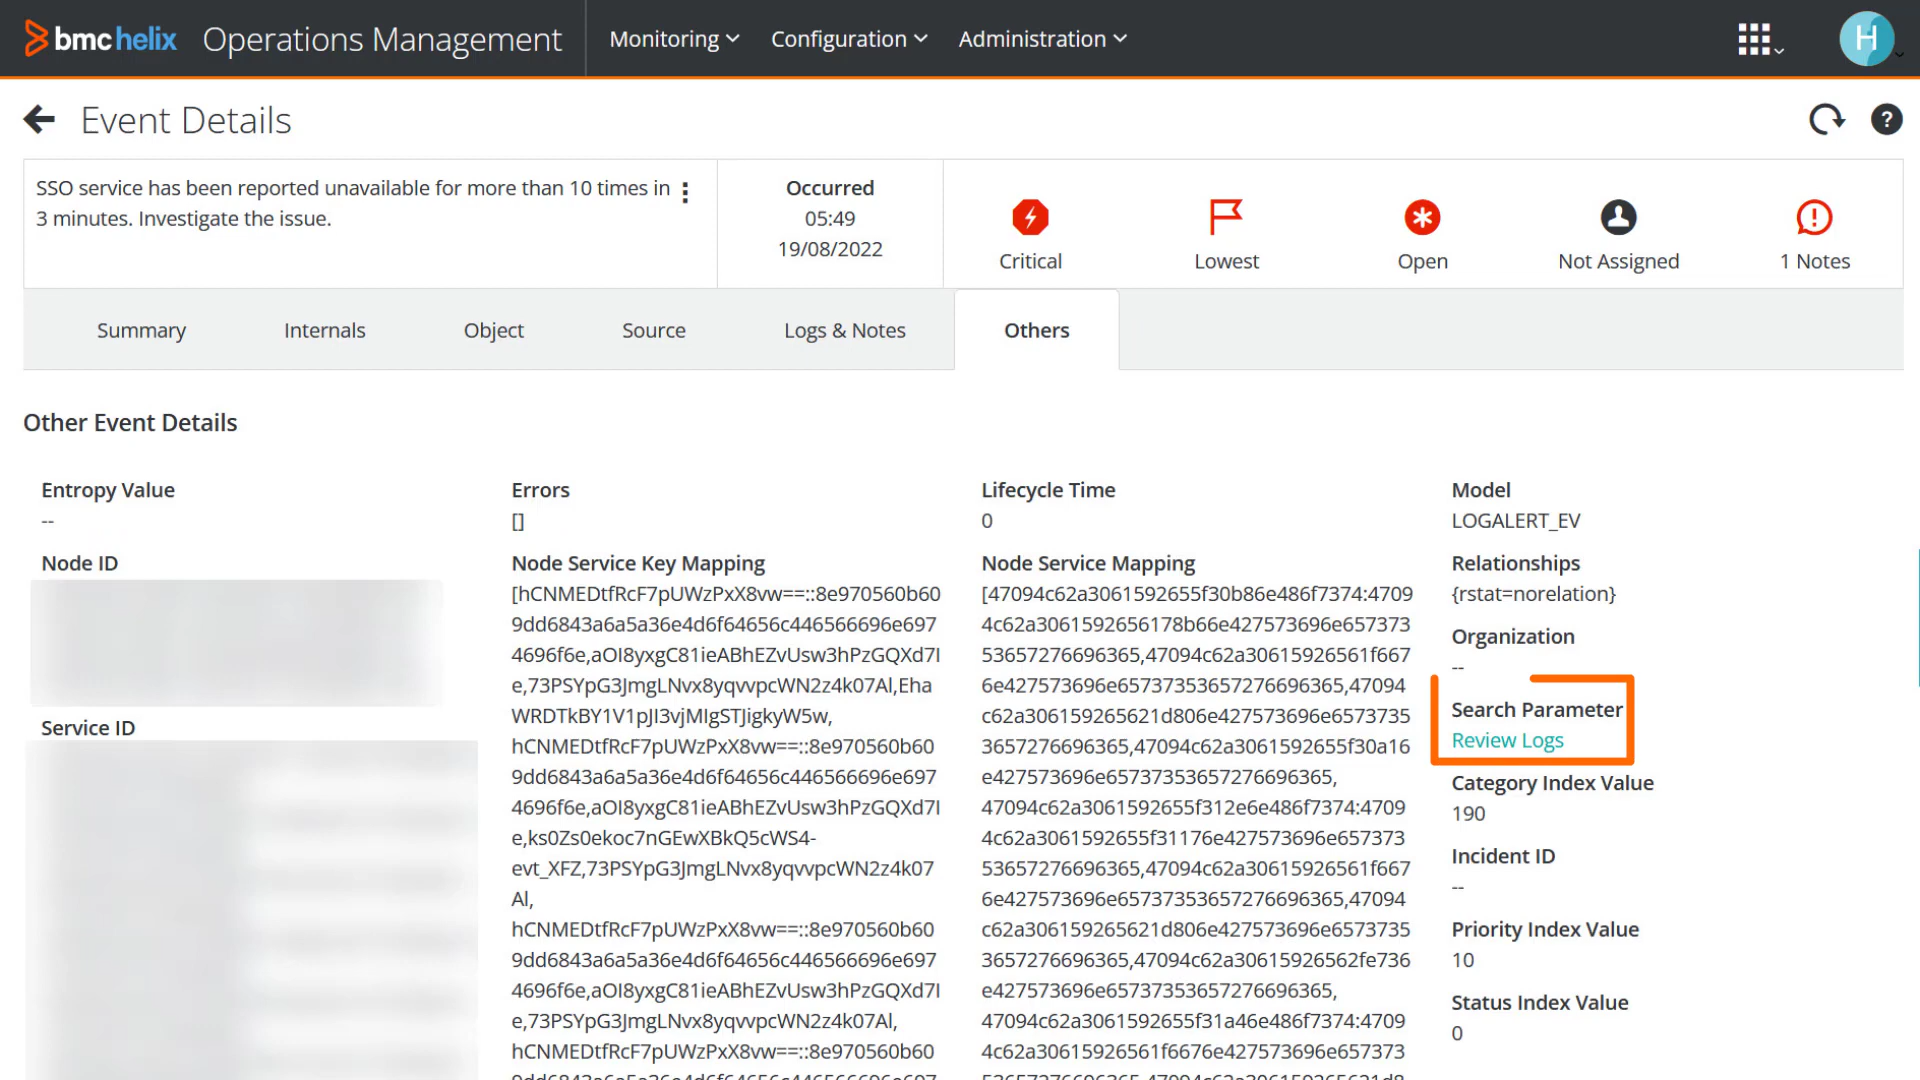 bmc helix Operations Management Monitoring Configuration Administration H
Event Details ?
SSO service has been reported unavailable for more than 10 times in
3 minutes. Investigate the issue.
Occurred
05:49
19/08/2022
Critical
Lowest
Open
Not Assigned
1 Notes
Summary Internals Object Source Logs & Notes Others
Other Event Details
Entropy Value
--
Node ID
Service ID
Errors
[]
Node Service Key Mapping
[hCNMEDtfRcF7pUWzPxX8vw==::8e970560b60
9dd6843a6a5a36e4d6f64656c446566696e697
4696f6e,aOI8yxgC81ieABhEZvUsw3hPzGQXd7I
e,73PSYpG3JmgLNvx8yqvvpcWN2z4k07Al,Eha
WRDTkBY1V1pJI3vjMIgSTJigkyW5w,
hCNMEDtfRcF7pUWzPxX8vw==::8e970560b60
9dd6843a6a5a36e4d6f64656c446566696e697
4696f6e,aOI8yxgC81ieABhEZvUsw3hPzGQXd7I
e,ks0Zs0ekoc7nGEwXBkQ5cWS4-
evt_XFZ,73PSYpG3JmgLNvx8yqvvpcWN2z4k07
Al,
hCNMEDtfRcF7pUWzPxX8vw==::8e970560b60
9dd6843a6a5a36e4d6f64656c446566696e697
4696f6e,aOI8yxgC81ieABhEZvUsw3hPzGQXd7I
e,73PSYpG3JmgLNvx8yqvvpcWN2z4k07Al,
hCNMEDtfRcF7pUWzPxX8vw==::8e970560b60
Lifecycle Time
0
Node Service Mapping
[47094c62a3061592655f30b86e486f7374:4709
4c62a3061592656178b66e427573696e657373
53657276696365,47094c62a30615926561f667
6e427573696e65737353657276696365,47094
c62a306159265621d806e427573696e6573735
3657276696365,47094c62a3061592655f30a16
e427573696e65737353657276696365,
47094c62a3061592655f312e6e486f7374:4709
4c62a3061592655f31176e427573696e657373
53657276696365,47094c62a30615926561f667
6e427573696e65737353657276696365,47094
c62a306159265621d806e427573696e6573735
3657276696365,47094c62a30615926562fe736
e427573696e65737353657276696365,
47094c62a3061592655f31a46e486f7374:4709
4c62a30615926561f6676e427573696e657373
Model
LOGALERT_EV
Relationships
{rstat=norelation}
Organization
--
Search Parameter
Review Logs
Category Index Value
190
Incident ID
--
Priority Index Value
10
Status Index Value
0